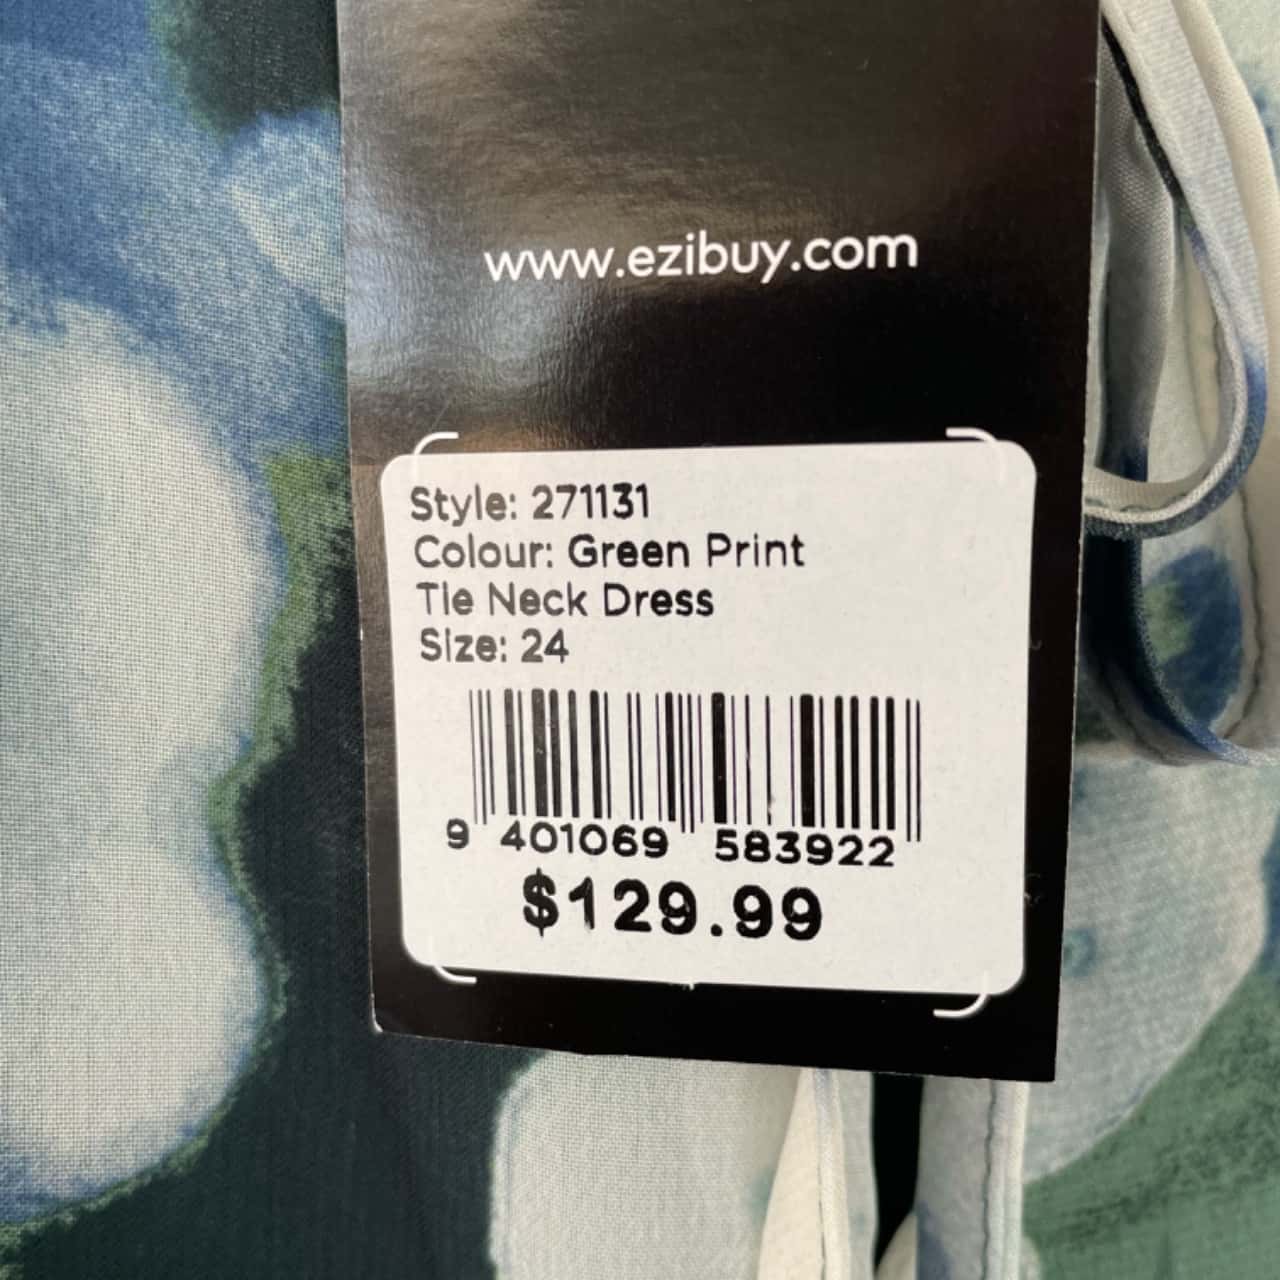 www.ezibuy.com
Style: 271131
Colour: Green Print
Tie Neck Dress
Size: 24
9 401069 583922
$129.99